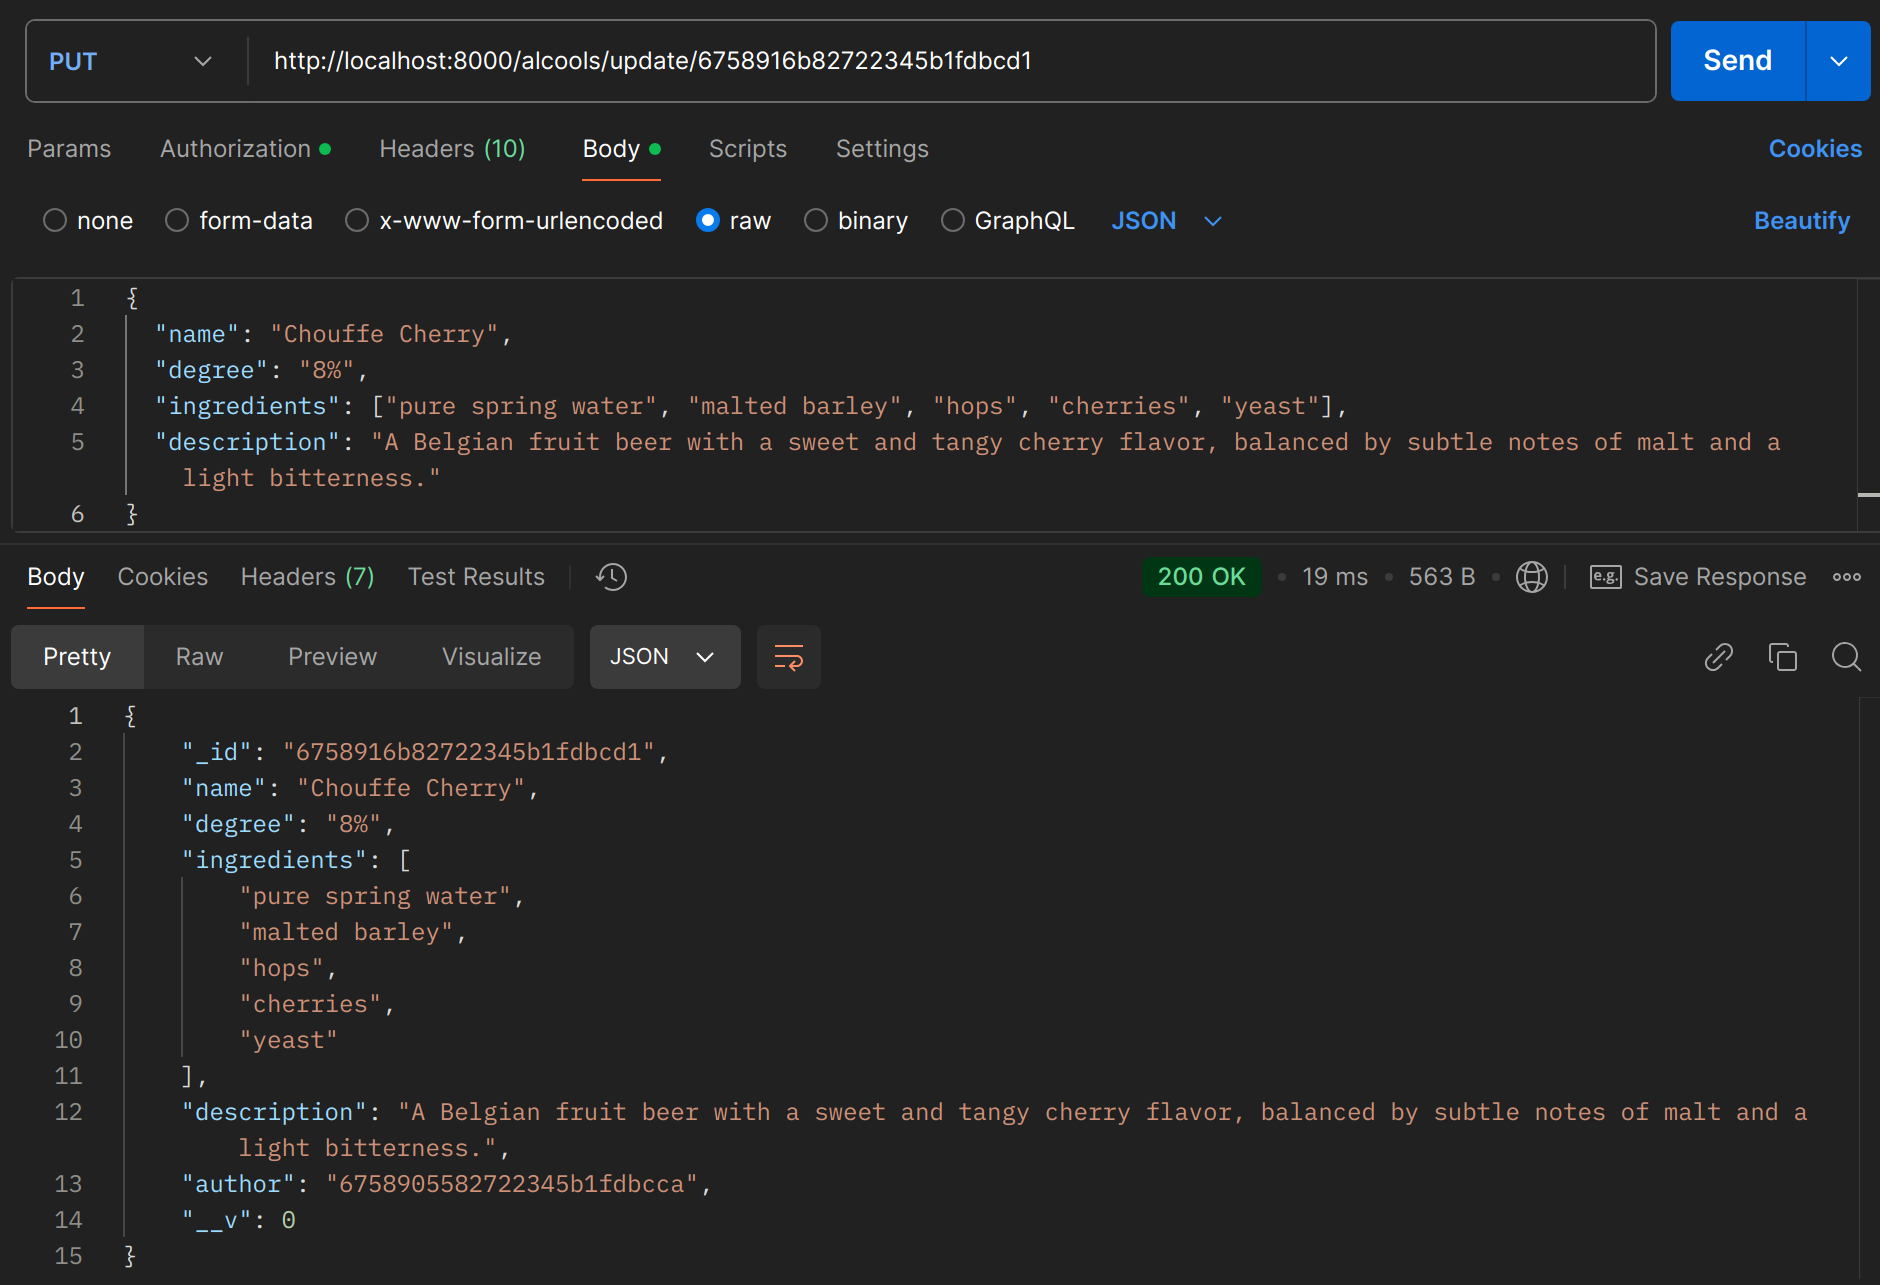 PUT http://localhost:8000/alcools/update/6758916b82722345b1fdbcd1 Send
Params Authorization Headers (10) Body Scripts Settings Cookies
none form-data x-www-form-urlencoded raw binary GraphQL JSON Beautify
1 {
2 "name": "Chouffe Cherry",
3 "degree": "8%",
4 "ingredients": ["pure spring water", "malted barley", "hops", "cherries", "yeast"],
5 "description": "A Belgian fruit beer with a sweet and tangy cherry flavor, balanced by subtle notes of malt and a
light bitterness."
6 }
Body Cookies Headers (7) Test Results 200 OK • 19 ms • 563 B • e.g. Save Response
Pretty Raw Preview Visualize JSON
1 {
2 "_id": "6758916b82722345b1fdbcd1",
3 "name": "Chouffe Cherry",
4 "degree": "8%",
5 "ingredients": [
6 "pure spring water",
7 "malted barley",
8 "hops",
9 "cherries",
10 "yeast"
11 ],
12 "description": "A Belgian fruit beer with a sweet and tangy cherry flavor, balanced by subtle notes of malt and a
light bitterness.",
13 "author": "6758905582722345b1fdbcca",
14 "__v": 0
15 }